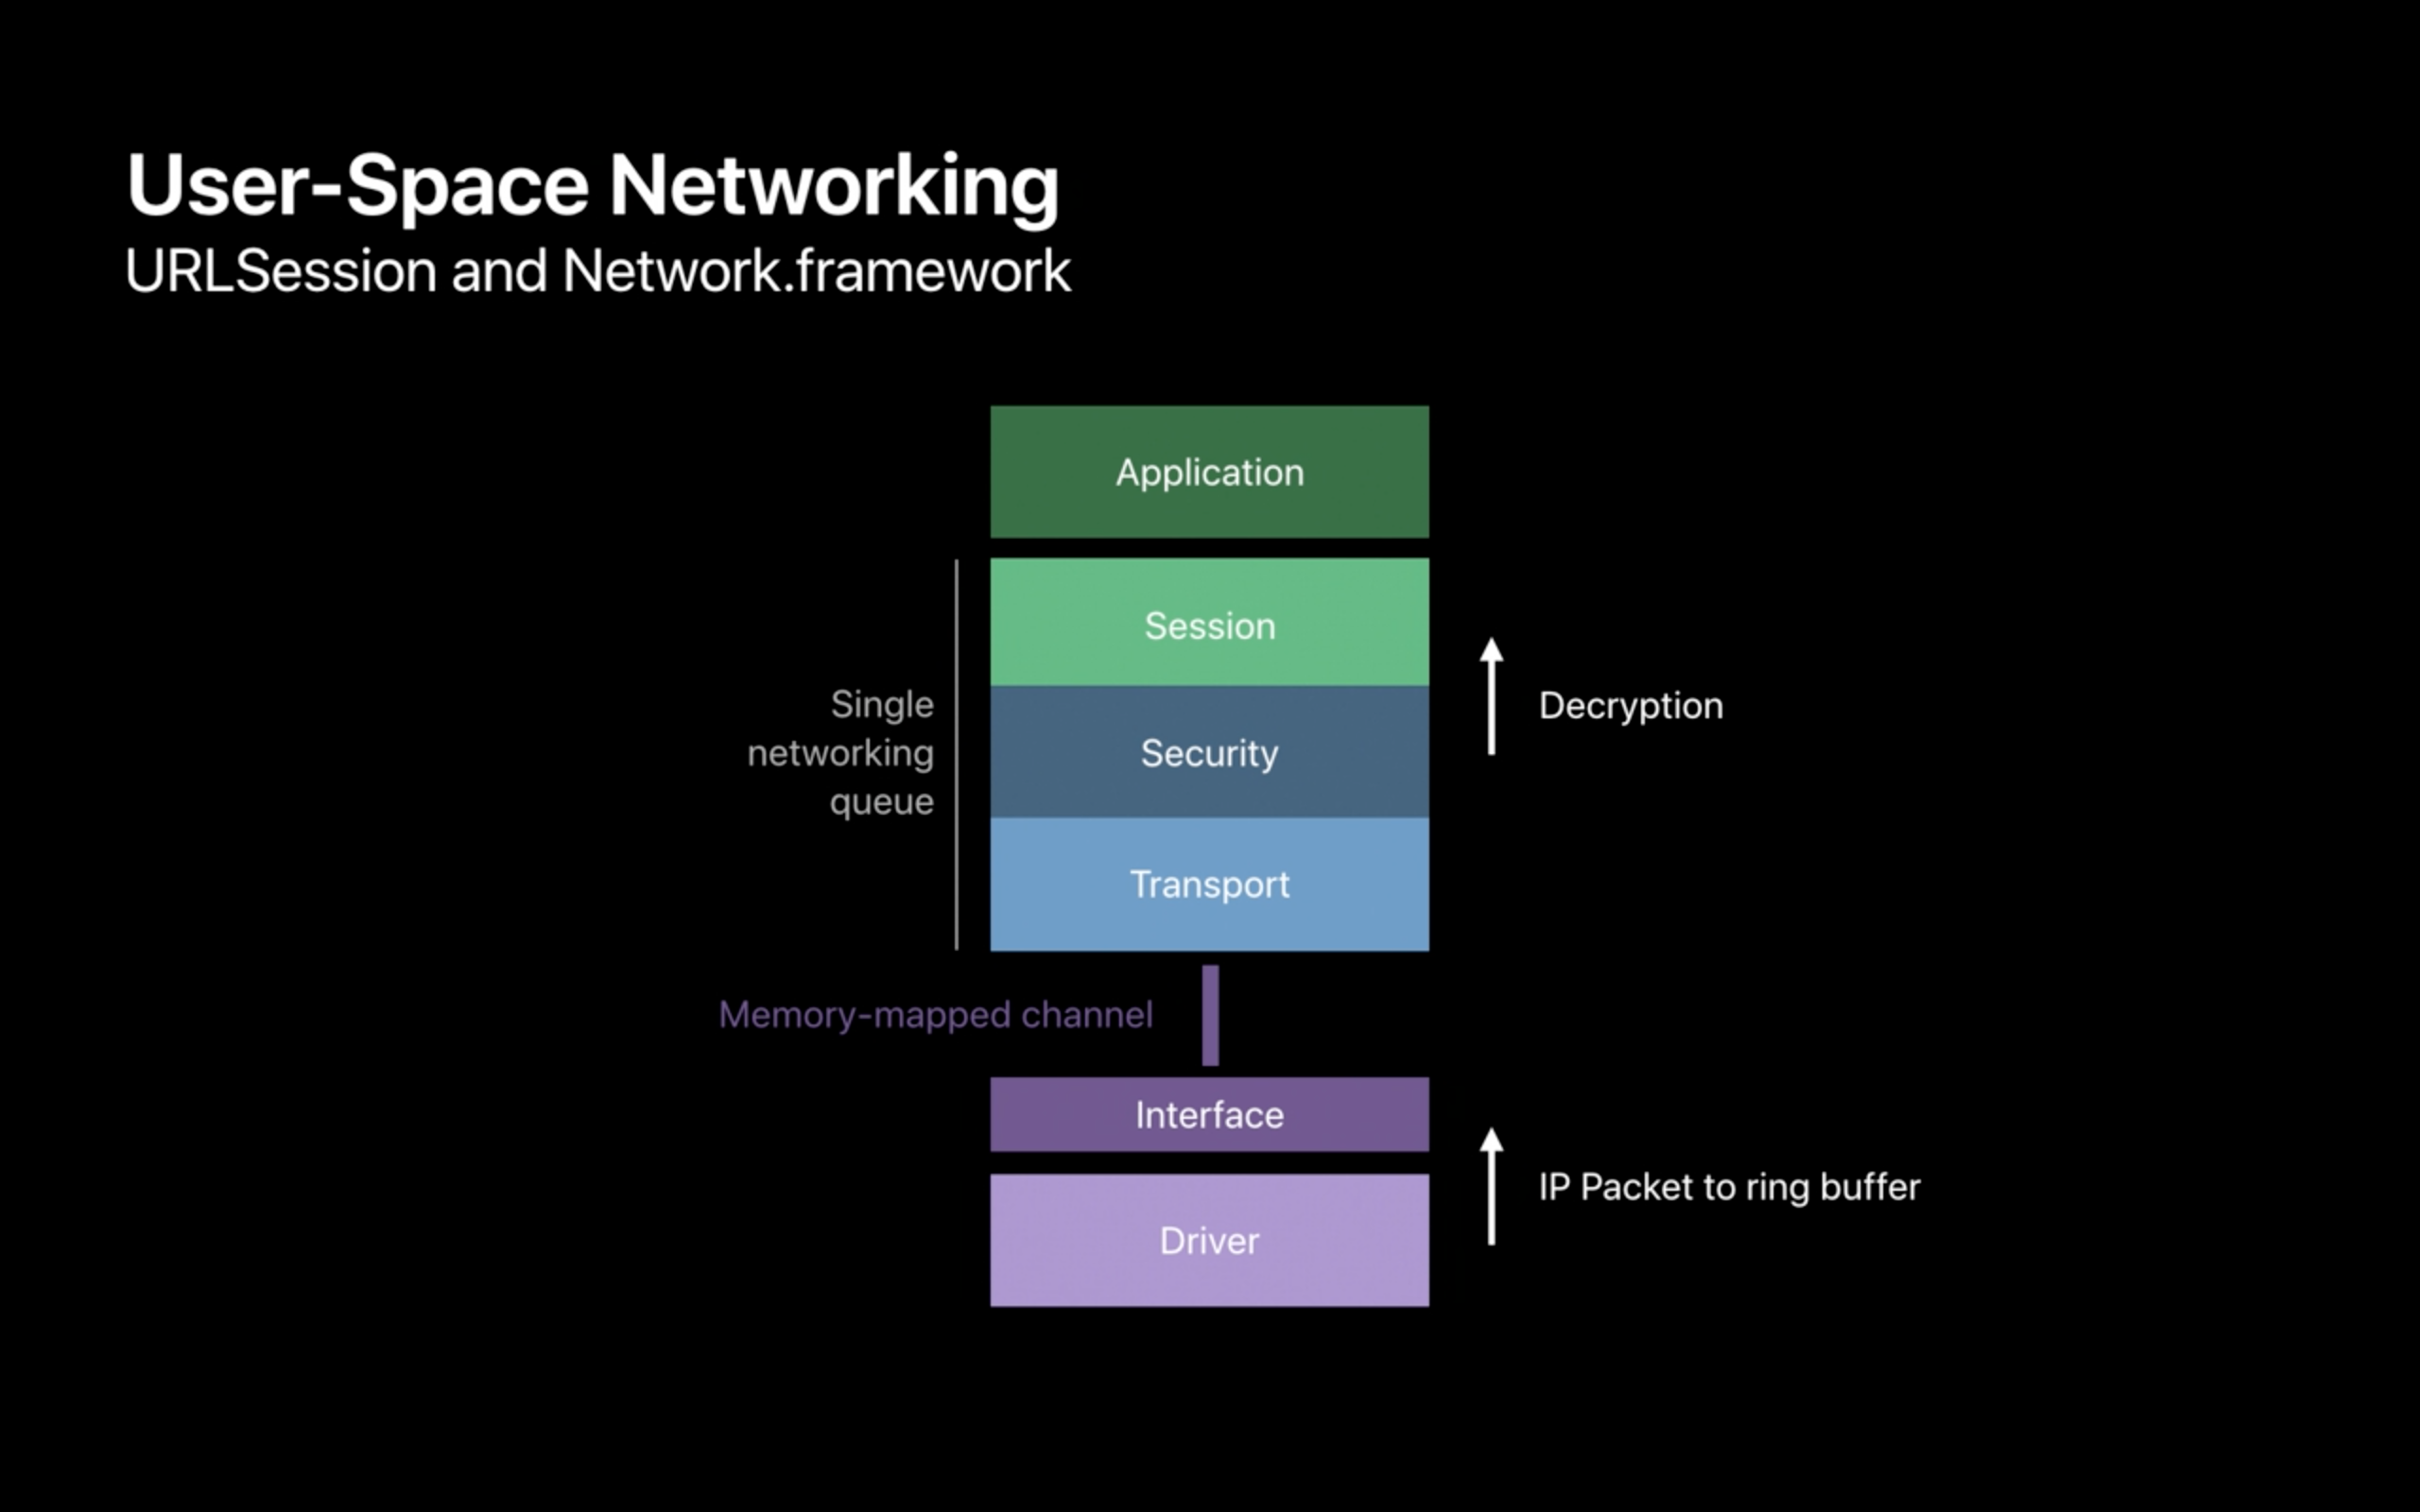 User-Space Networking
URLSession and Network.framework
Application
Session
Decryption
Single
networking
queue
Security
Transport
Memory-mapped channel
Interface
IP Packet to ring buffer
Driver